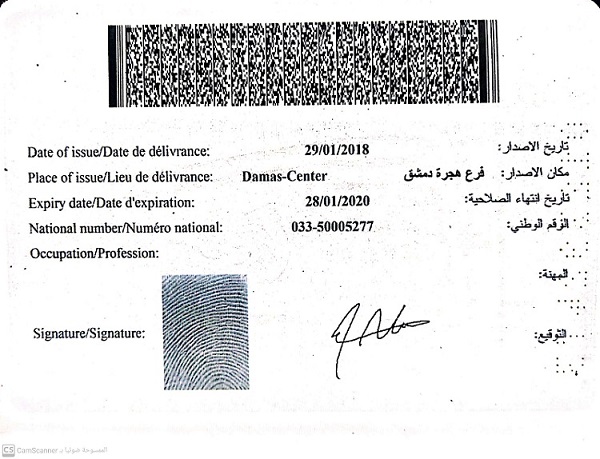 Date of issue/Date de délivrance: 29/01/2018 تاريخ الاصدار:
Place of issue/Lieu de délivrance: Damas-Center فرع هجرة دمشق مكان الاصدار:
Expiry date/Date d'expiration: 28/01/2020 تاريخ انتهاء الصلاحية:
National number/Numéro national: 033-50005277 الرقم الوطني:
Occupation/Profession:
المهنة:
Signature/Signature: التوقيع:
CS CamScanner الممسوحة ضوئيا بـ